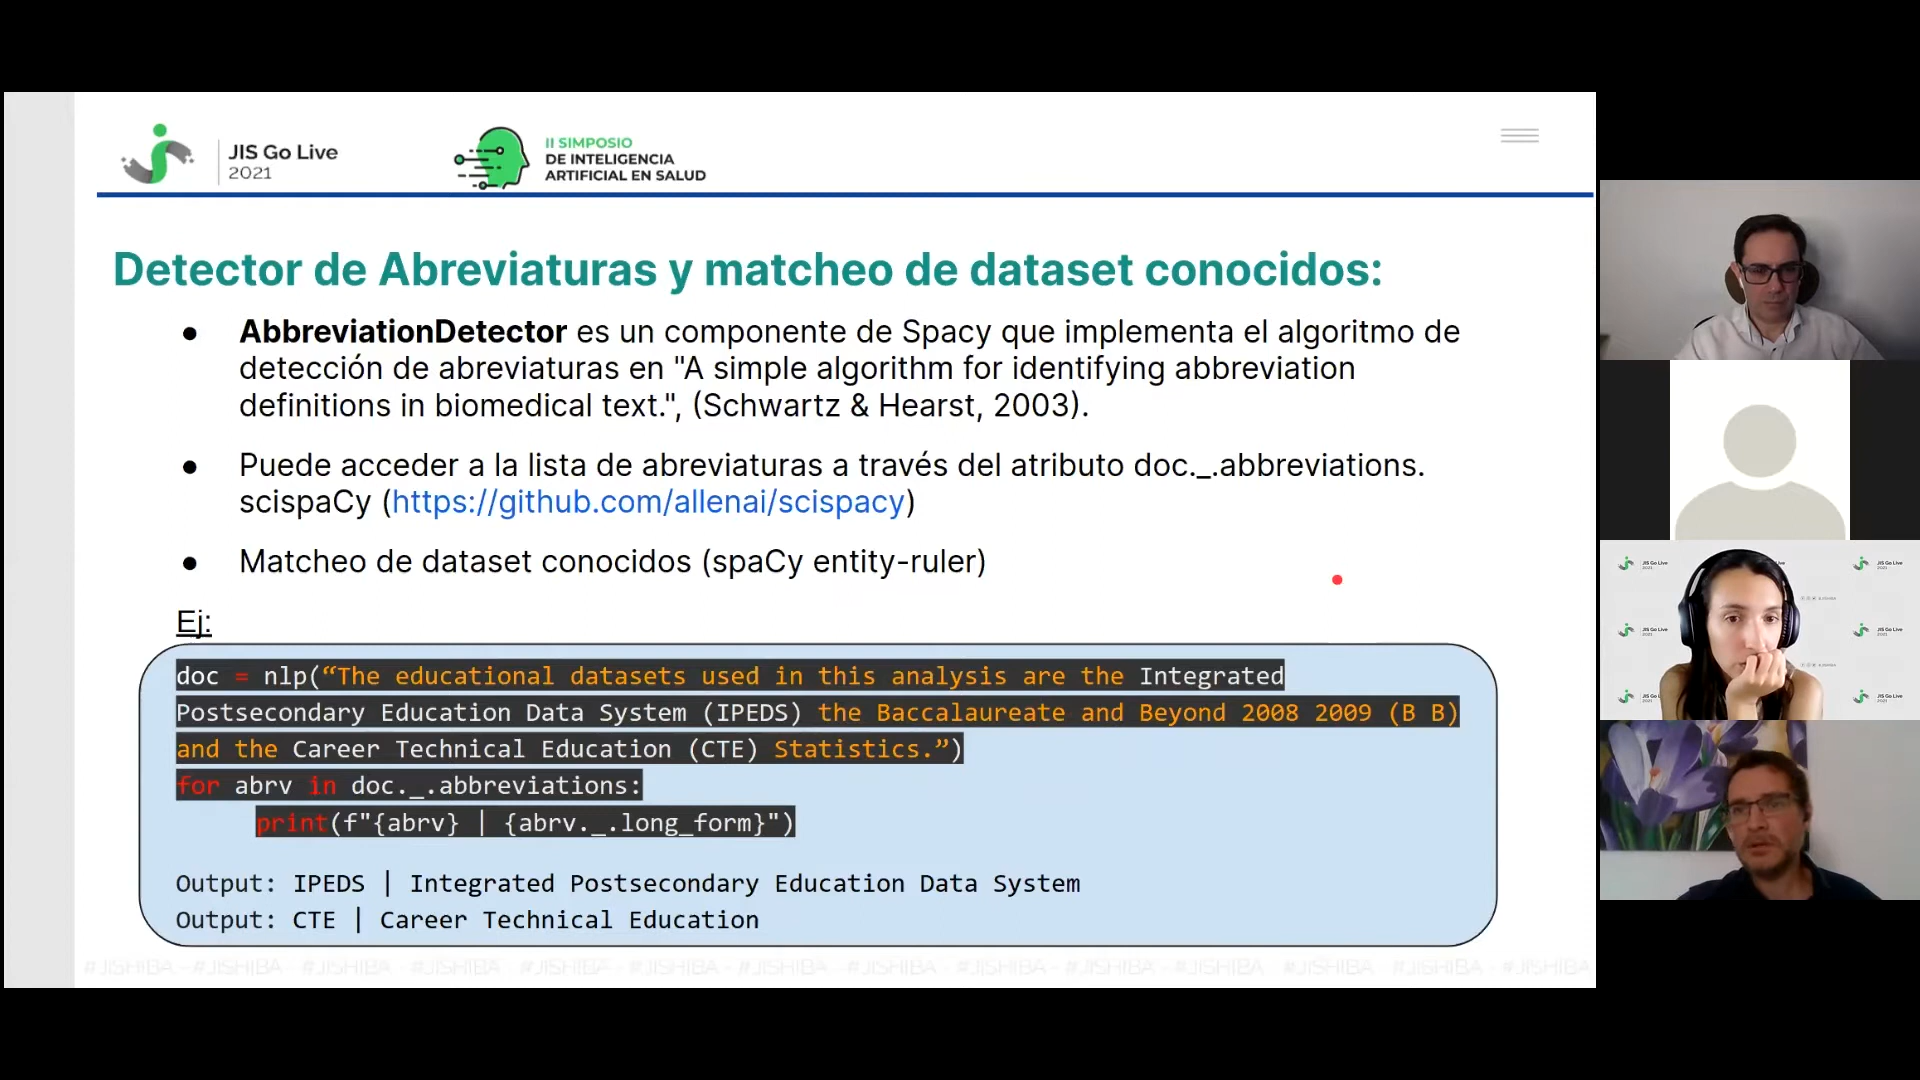 JIS Go Live
2021
II SIMPOSIO
DE INTELIGENCIA
ARTIFICIAL EN SALUD
Detector de Abreviaturas y matcheo de dataset conocidos:
● AbbreviationDetector es un componente de Spacy que implementa el algoritmo de
detección de abreviaturas en "A simple algorithm for identifying abbreviation
definitions in biomedical text.", (Schwartz & Hearst, 2003).
● Puede acceder a la lista de abreviaturas a través del atributo doc._.abbreviations.
scispaCy (https://github.com/allenai/scispacy)
● Matcheo de dataset conocidos (spaCy entity-ruler)
Ej:
doc = nlp(“The educational datasets used in this analysis are the Integrated
Postsecondary Education Data System (IPEDS) the Baccalaureate and Beyond 2008 2009 (B B)
and the Career Technical Education (CTE) Statistics.”)
for abrv in doc._.abbreviations:
print(f"{abrv} | {abrv._.long_form}")
Output: IPEDS | Integrated Postsecondary Education Data System
Output: CTE | Career Technical Education
#JISHIBA - #JISHIBA - #JISHIBA - #JISHIBA - #JISHIBA - #JISHIBA - #JISHIBA - #JISHIBA - #JISHIBA - #JISHIBA - #JISHIBA - #JISHIBA - #JISHIBA - #JISHIBA